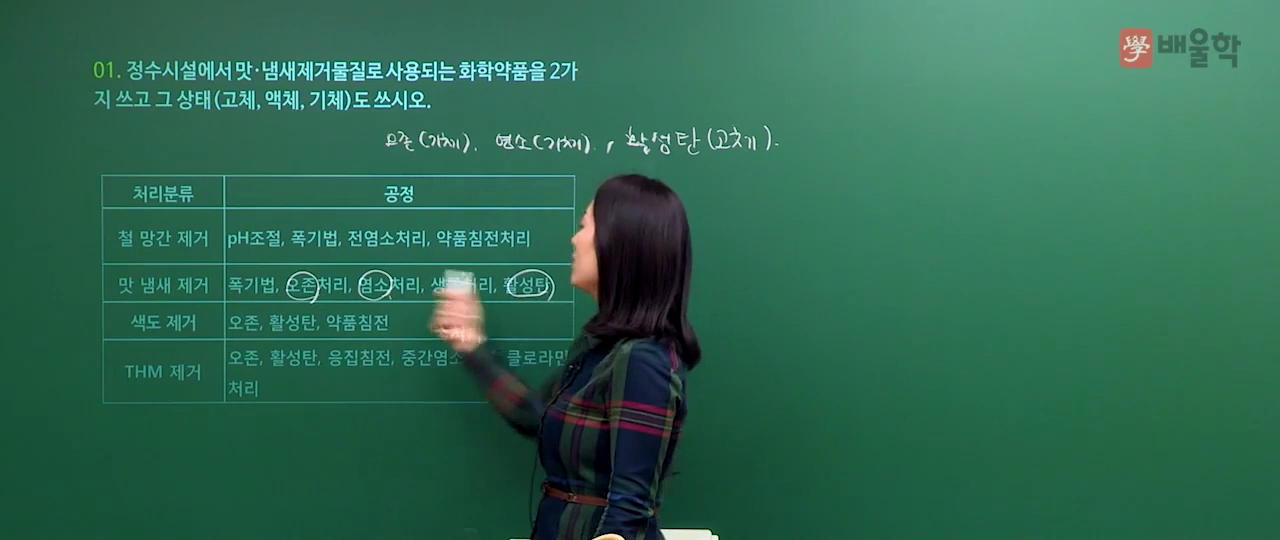 學 배울학
01. 정수시설에서 맛·냄새제거물질로 사용되는 화학약품을 2가
지 쓰고 그 상태(고체, 액체, 기체)도 쓰시오.
오존(기체), 염소(기체), 활성탄(고체).
처리분류 공정
철 망간 제거 pH조절, 폭기법, 전염소처리, 약품침전처리
맛 냄새 제거 폭기법, 오존처리, 염소처리, 처리, 활성탄
색도 제거 오존, 활성탄, 약품침전
THM 제거 오존, 활성탄, 응집침전, 중간염소 클로라민
처리